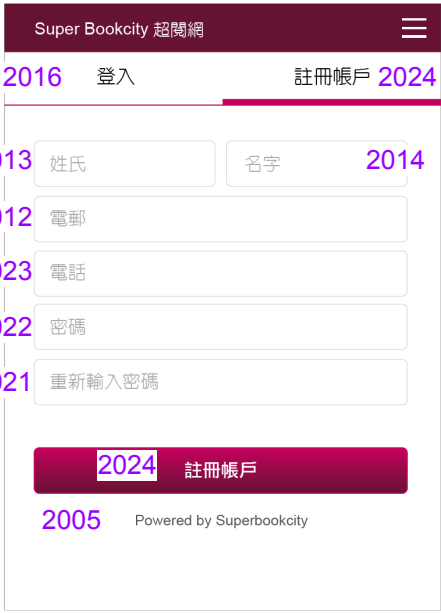 Super Bookcity 超閱網
2016 登入 註冊帳戶 2024
013 姓氏 名字 2014
012 電郵
023 電話
022 密碼
021 重新輸入密碼
2024 註冊帳戶
2005 Powered by Superbookcity